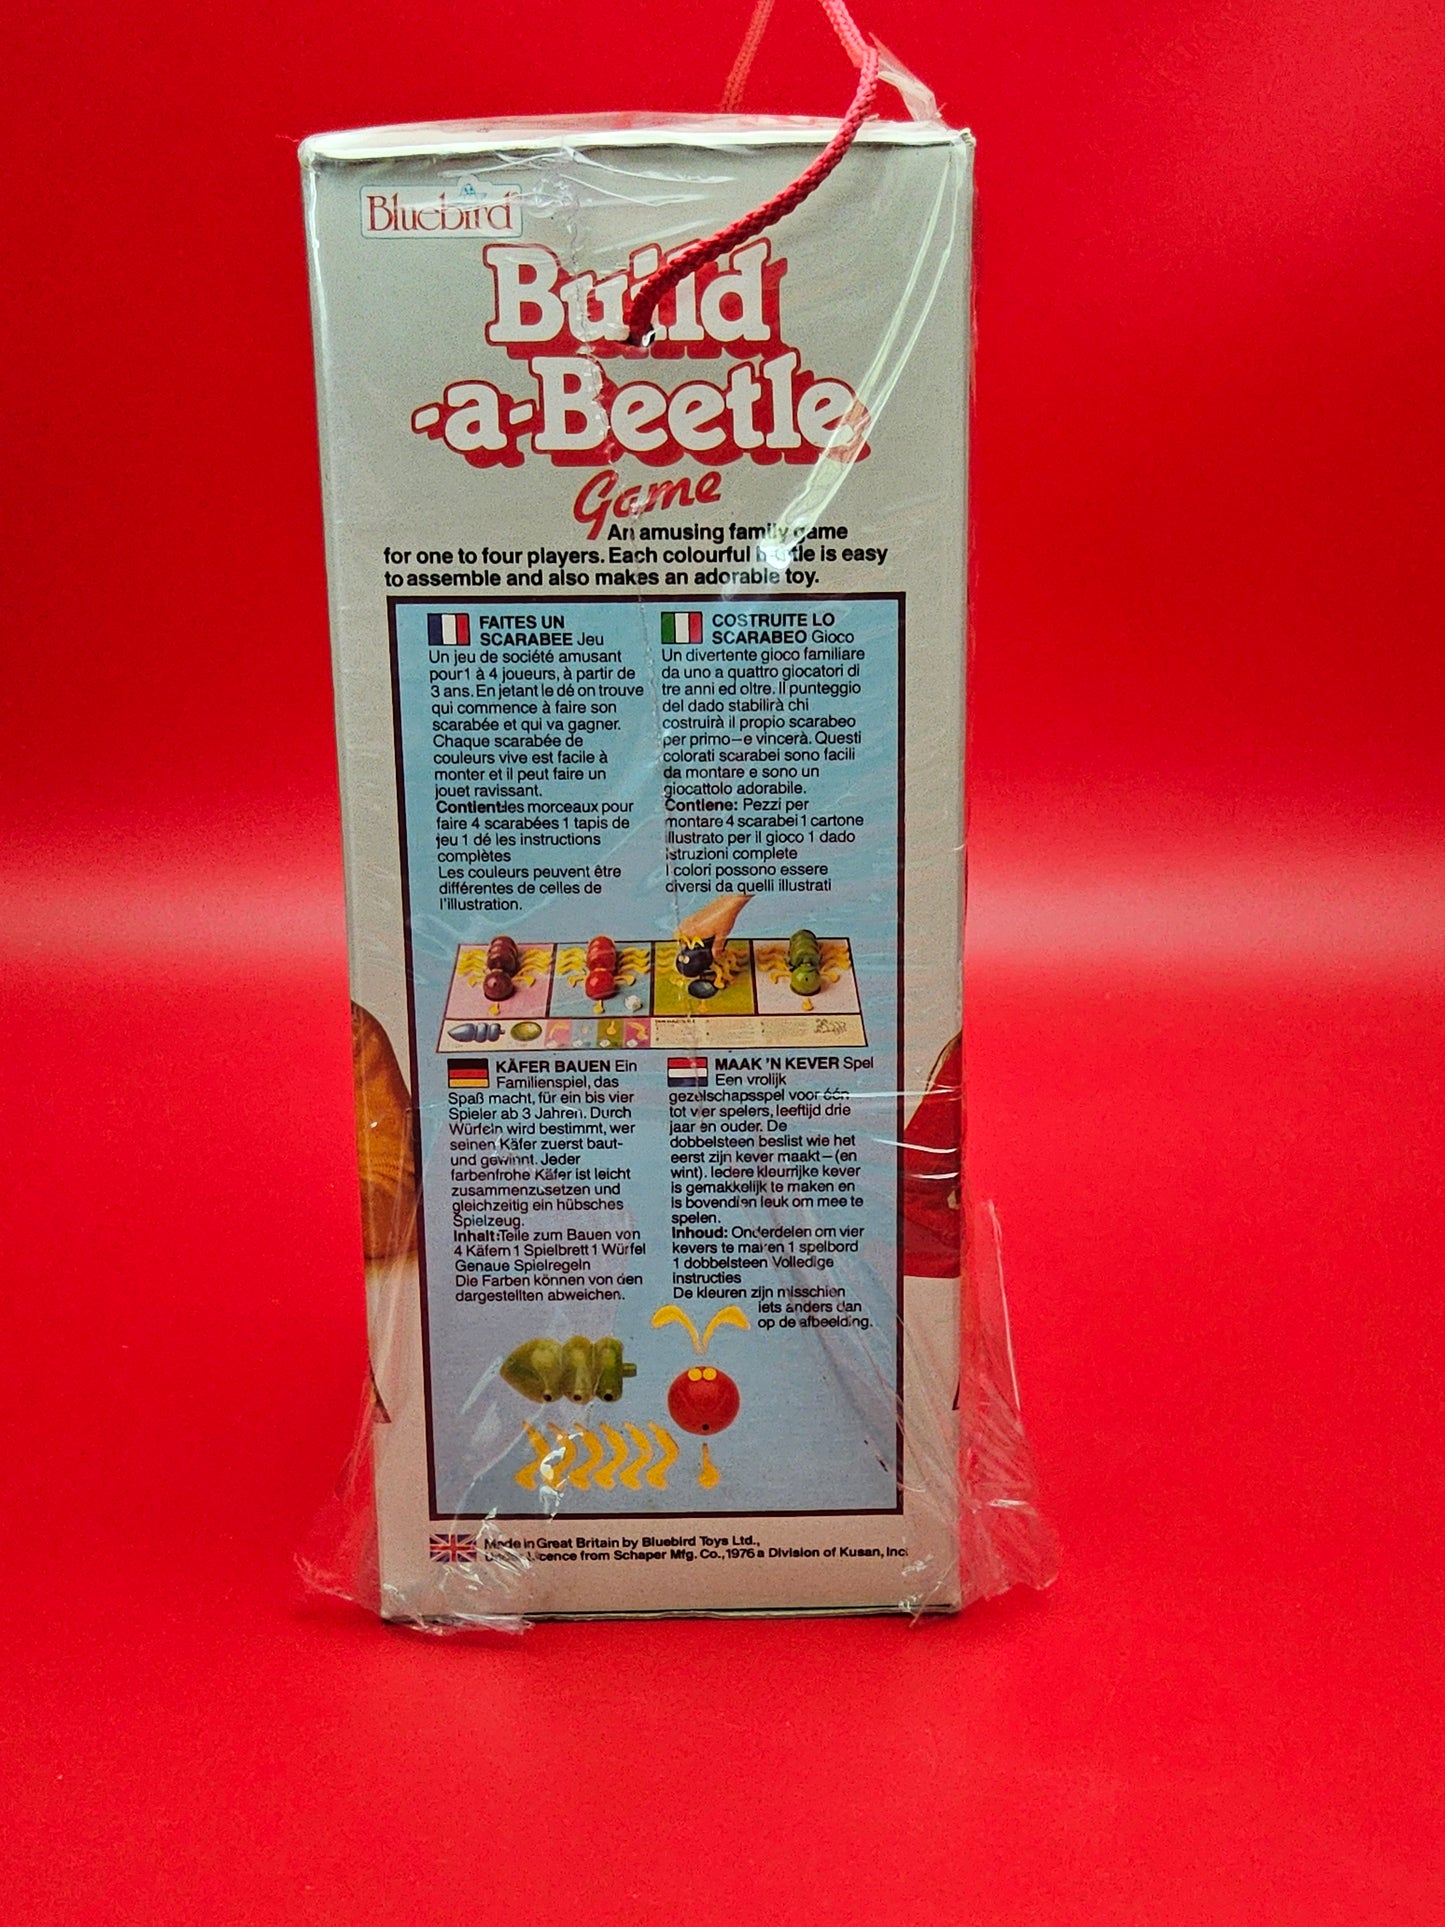 Bluebird
Build
-a-Beetle
Game
An amusing family game
for one to four players. Each colourful beetle is easy
to assemble and also makes an adorable toy.
FAITES UN
SCARABEE Jeu
Un jeu de société amusant
pour1 à 4 joueurs, à partir de
3 ans. En jetant le dé on trouve
qui commence à faire son
scarabée et qui va gagner.
Chaque scarabée de
couleurs vive est facile à
monter et il peut faire un
jouet ravissant.
Contient:les morceaux pour
faire 4 scarabées 1 tapis de
jeu 1 dé les instructions
complètes
Les couleurs peuvent être
différentes de celles de
l'illustration.
COSTRUITE LO
SCARABEO Gioco
Un divertente gioco familiare
da uno a quattro giocatori di
tre anni ed oltre. Il punteggio
del dado stabilirà chi
costruirà il proprio scarabeo
per primo—e vincerà. Questi
colorati scarabei sono facili
da montare e sono un
giocattolo adorabile.
Contiene: Pezzi per
montare 4 scarabei 1 cartone
illustrato per il gioco 1 dado
istruzioni complete
I colori possono essere
diversi da quelli illustrati
KÄFER BAUEN Ein
Familienspiel, das
Spaß macht, für ein bis vier
Spieler ab 3 Jahren. Durch
Würfeln wird bestimmt, wer
seinen Käfer zuerst baut-
und gewinnt. Jeder
farbenfrohe Käfer ist leicht
zusammenzusetzen und
gleichzeitig ein hübsches
Spielzeug.
Inhalt:Teile zum Bauen von
4 Käfern 1 Spielbrett 1 Würfel
Genaue Spielregeln
Die Farben können von den
dargestellten abweichen.
MAAK 'N KEVER Spel
Een vrolijk
gezelschapsspel voor één
tot vier spelers, leeftijd drie
jaar en ouder. De
dobbelsteen beslist wie het
eerst zijn kever maakt—(en
wint). Iedere kleurrijke kever
is gemakkelijk te maken en
is bovendien leuk om mee te
spelen.
Inhoud: Onderdelen om vier
kevers te maken 1 spelbord
1 dobbelsteen Volledige
instructies
De kleuren zijn misschien
iets anders dan
op de afbeelding.
Made in Great Britain by Bluebird Toys Ltd.,
Under Licence from Schaper Mfg. Co., 1976 a Division of Kusan, Inc.